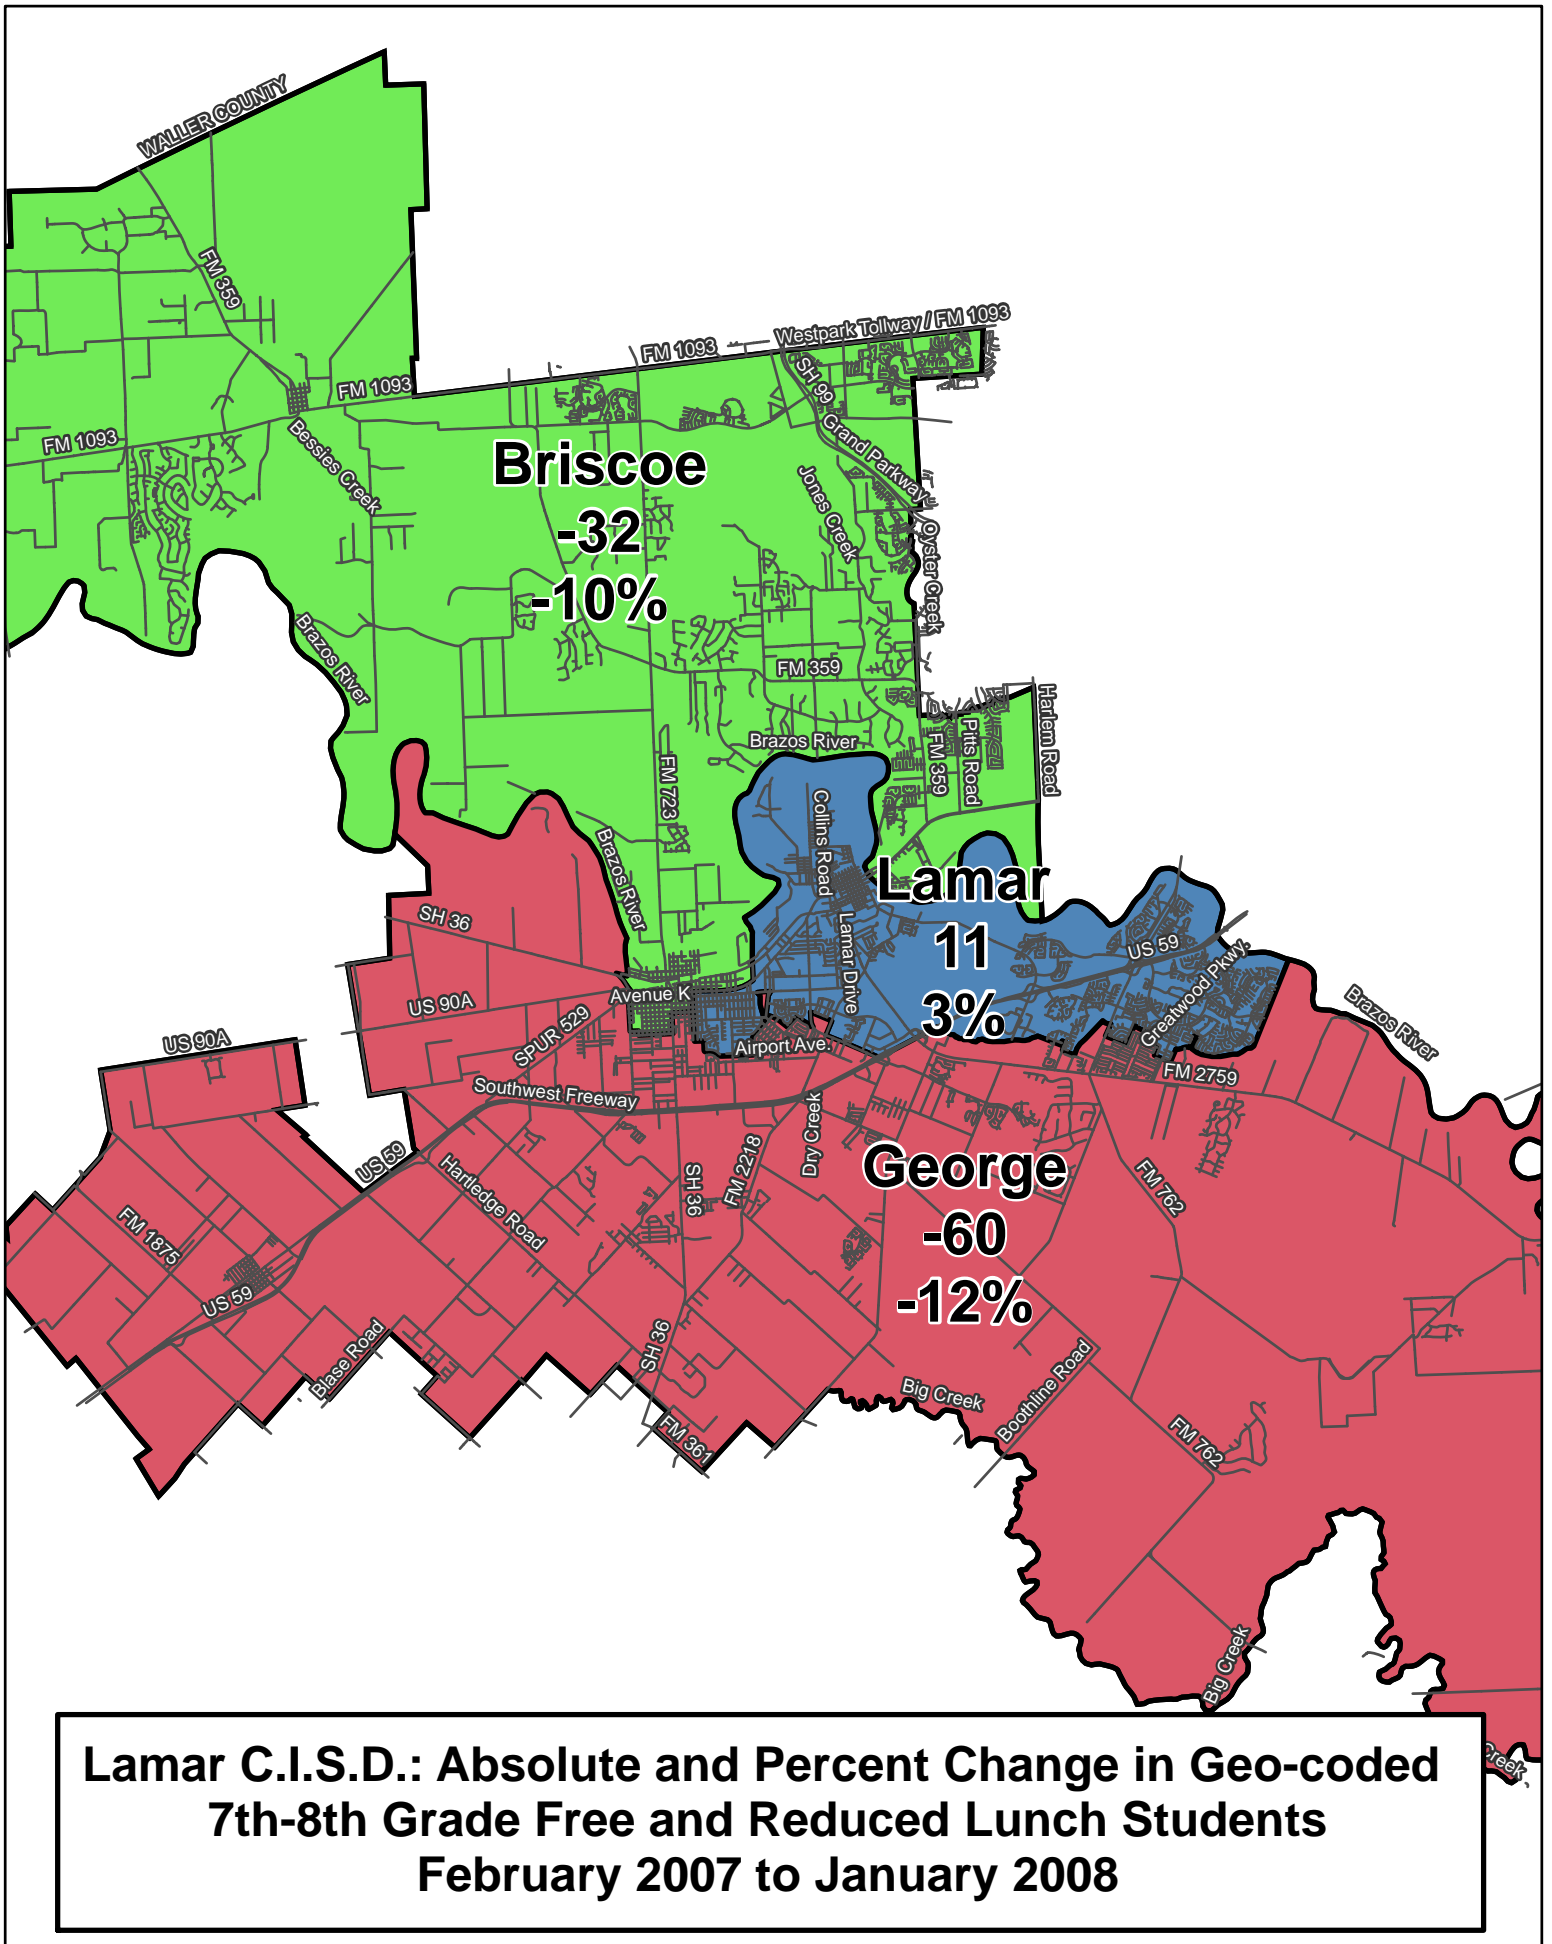 WALLER COUNTY
FM 359
Westpark Tollway / FM 1093
FM 1093
SH 99
FM 1093
Grand Parkway
FM 1093
Bessies Creek
Briscoe
-32
-10%
Jones Creek
Oyster Creek
Brazos River
FM 359
Harlem Road
Pitts Road
FM 359
Brazos River
FM 723
Collins Road
Brazos River
Lamar
11
3%
SH 36
Lamar Drive
US 59
Greatwood Pkwy.
Avenue K
US 90A
Brazos River
SPUR 529
US 90A
Airport Ave.
FM 2759
Southwest Freeway
Dry Creek
US 59
Hartledge Road
SH 36
FM 2218
George
-60
-12%
FM 762
FM 1875
US 59
Blase Road
SH 36
Boothline Road
Big Creek
FM 361
FM 762
Big Creek
Creek
Lamar C.I.S.D.: Absolute and Percent Change in Geo-coded
7th-8th Grade Free and Reduced Lunch Students
February 2007 to January 2008